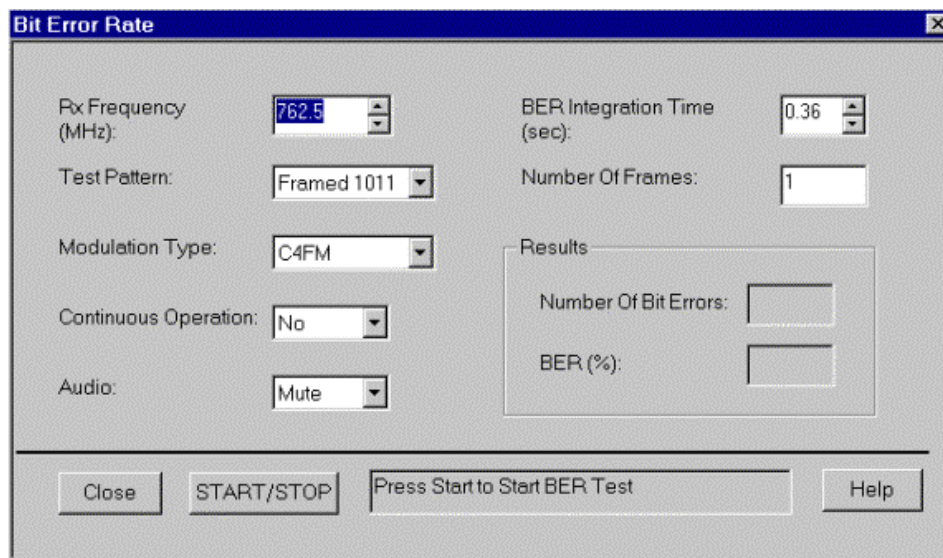 Bit Error Rate
Rx Frequency
(MHz):
762.5
Test Pattern:
Framed 1011
Modulation Type:
C4FM
Continuous Operation:
No
Audio:
Mute
BER Integration Time
(sec):
0.36
Number Of Frames:
1
Results
Number Of Bit Errors:
BER (%):
Close
START/STOP
Press Start to Start BER Test
Help